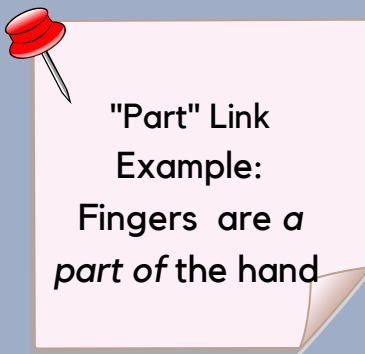 "Part" Link
Example:
Fingers are a
part of the hand